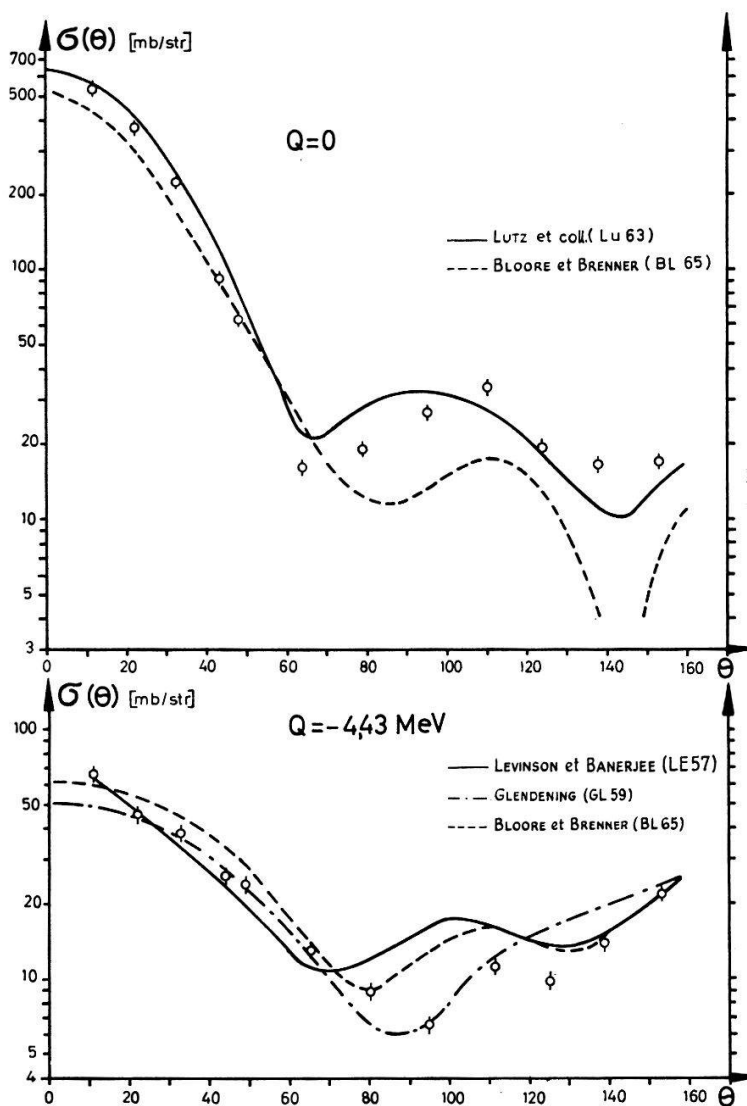 σ(θ) [mb/str]
700
500
200
100
50
20
10
5
3
Q=0
LUTZ et coll.(Lu 63)
BLOORE et BRENNER (BL 65)
0 20 40 60 80 100 120 140 160 θ
σ(θ) [mb/str]
100
50
20
10
5
4
Q=-4,43 MeV
LEVINSON et BANERJEE (LE57)
GLENDENING (GL 59)
BLOORE et BRENNER (BL 65)
0 20 40 60 80 100 120 140 160 θ